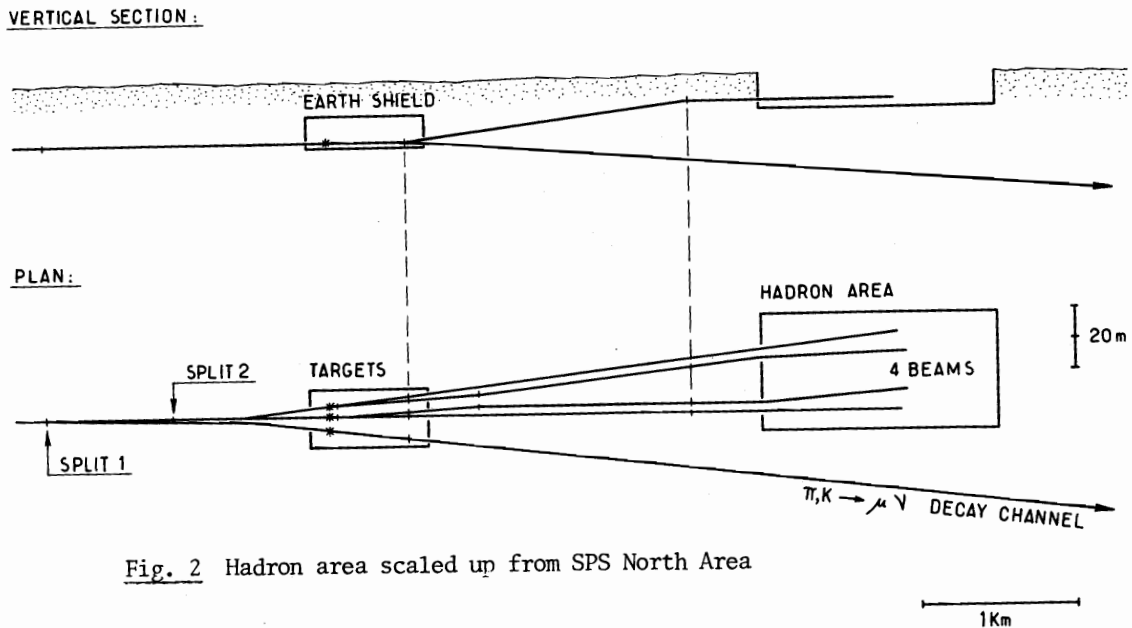 VERTICAL SECTION:
EARTH SHIELD
PLAN:
HADRON AREA
20 m
SPLIT 2
TARGETS
4 BEAMS
SPLIT 1
π,K → μ ν DECAY CHANNEL
Fig. 2 Hadron area scaled up from SPS North Area
1Km